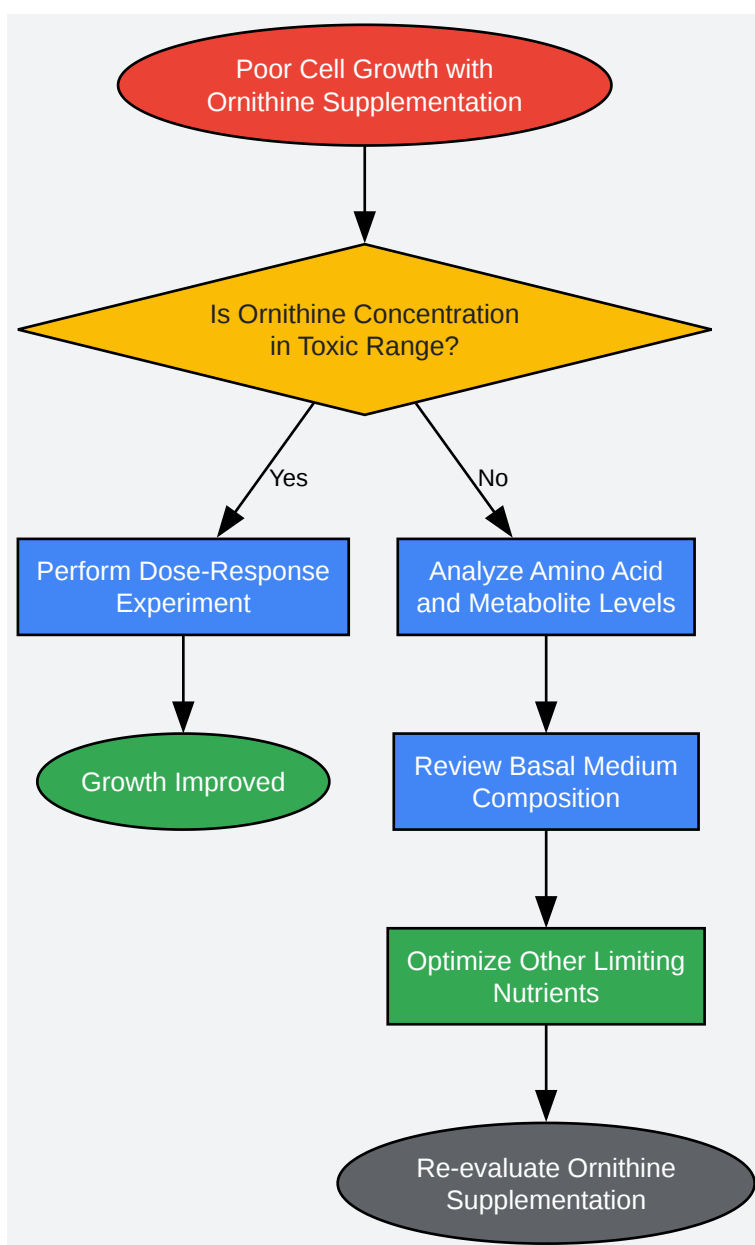 Poor Cell Growth with
Ornithine Supplementation
Is Ornithine Concentration
in Toxic Range?
Yes
No
Perform Dose-Response
Experiment
Analyze Amino Acid
and Metabolite Levels
Growth Improved
Review Basal Medium
Composition
Optimize Other Limiting
Nutrients
Re-evaluate Ornithine
Supplementation